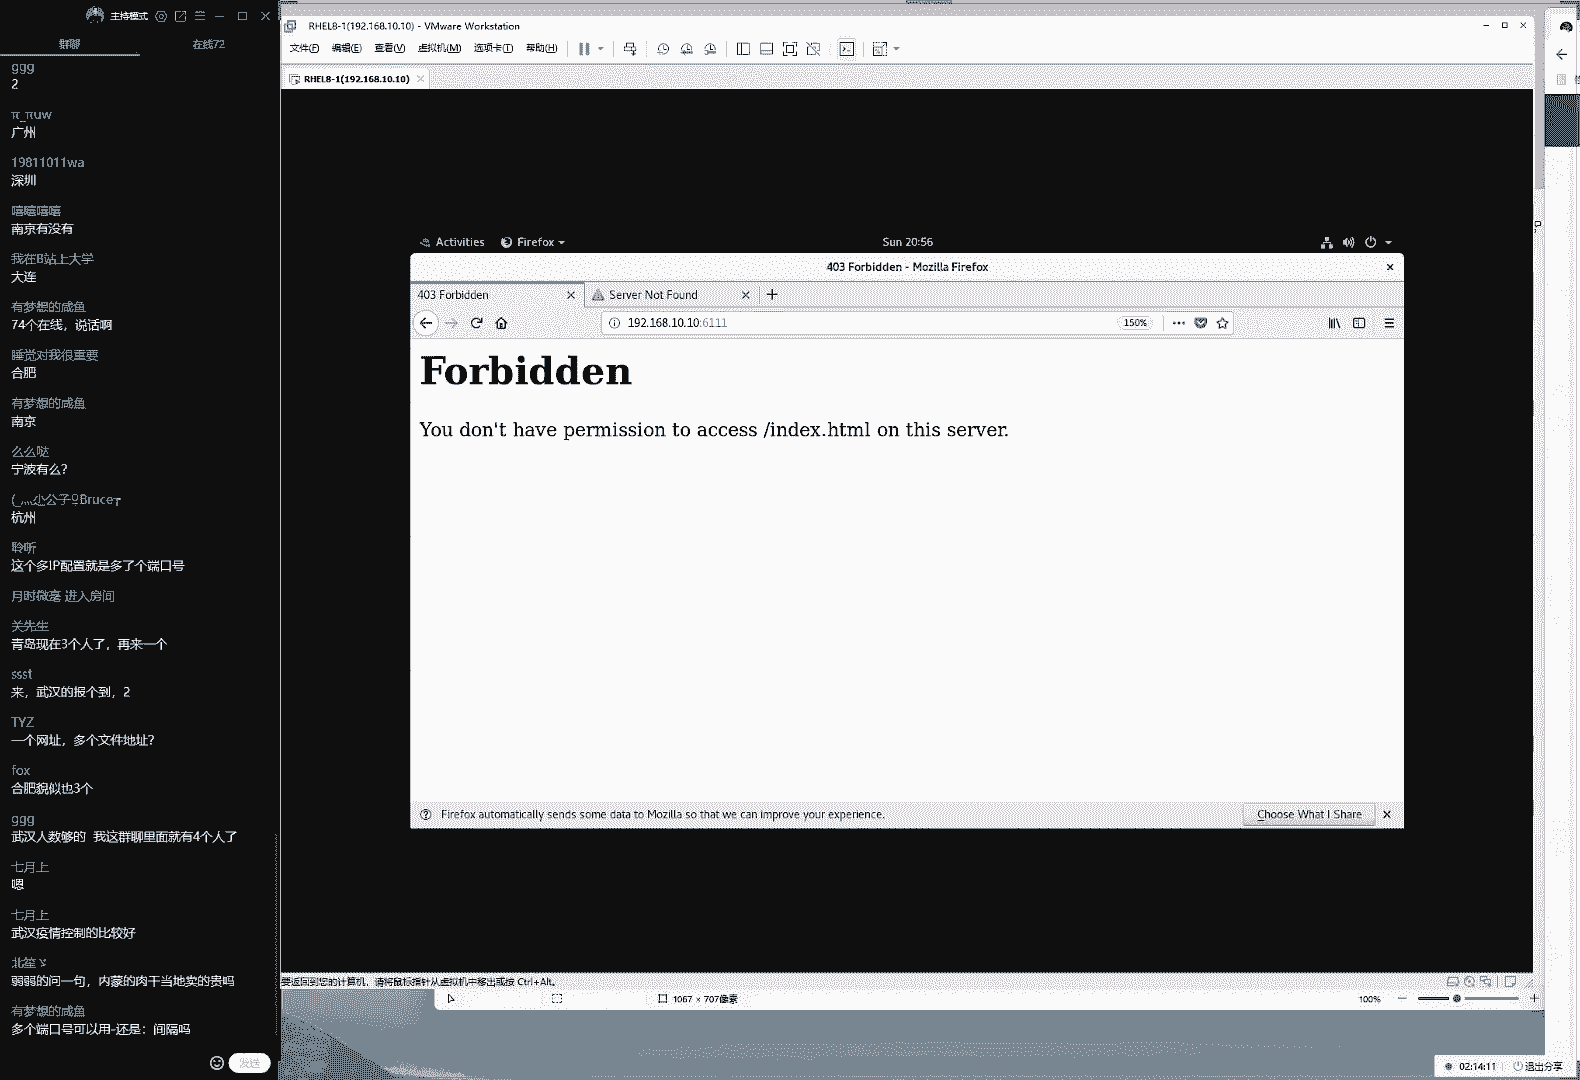 主持模式
群聊
在线72
ggg
2
π_πuw
广州
19811011wa
深圳
嘻嘻嘻嘻
南京有没有
我在B站上大学
大连
有梦想的咸鱼
74个在线，说话啊
睡觉对我很重要
合肥
有梦想的咸鱼
南京
么么哒
宁波有么？
杭州
聆听
这个多IP配置就是多了个端口号
月时微毫 进入房间
关先生
青岛现在3个人了，再来一个
ssst
来，武汉的报个到，2
TYZ
一个网址，多个文件地址？
fox
合肥貌似也3个
ggg
武汉人数够的 我这群聊里面就有4个人了
七月上
嗯
七月上
武汉疫情控制的比较好
北笙ゞ
弱弱的问一句，内蒙的肉干当地卖的贵吗
有梦想的咸鱼
多个端口号可以用-还是：间隔吗
发送
RHEL8-1(192.168.10.10) - VMware Workstation
文件(F) 编辑(E) 查看(V) 虚拟机(M) 选项卡(T) 帮助(H)
RHEL8-1(192.168.10.10)
Activities Firefox Sun 20:56
403 Forbidden - Mozilla Firefox
403 Forbidden Server Not Found
192.168.10.10:6111 150%
Forbidden
You don't have permission to access /index.html on this server.
Firefox automatically sends some data to Mozilla so that we can improve your experience. Choose What I Share
要返回到您的计算机，请将鼠标指针从虚拟机中移出或按 Ctrl+Alt。
1067 × 707像素 100%
02:14:11 退出分享